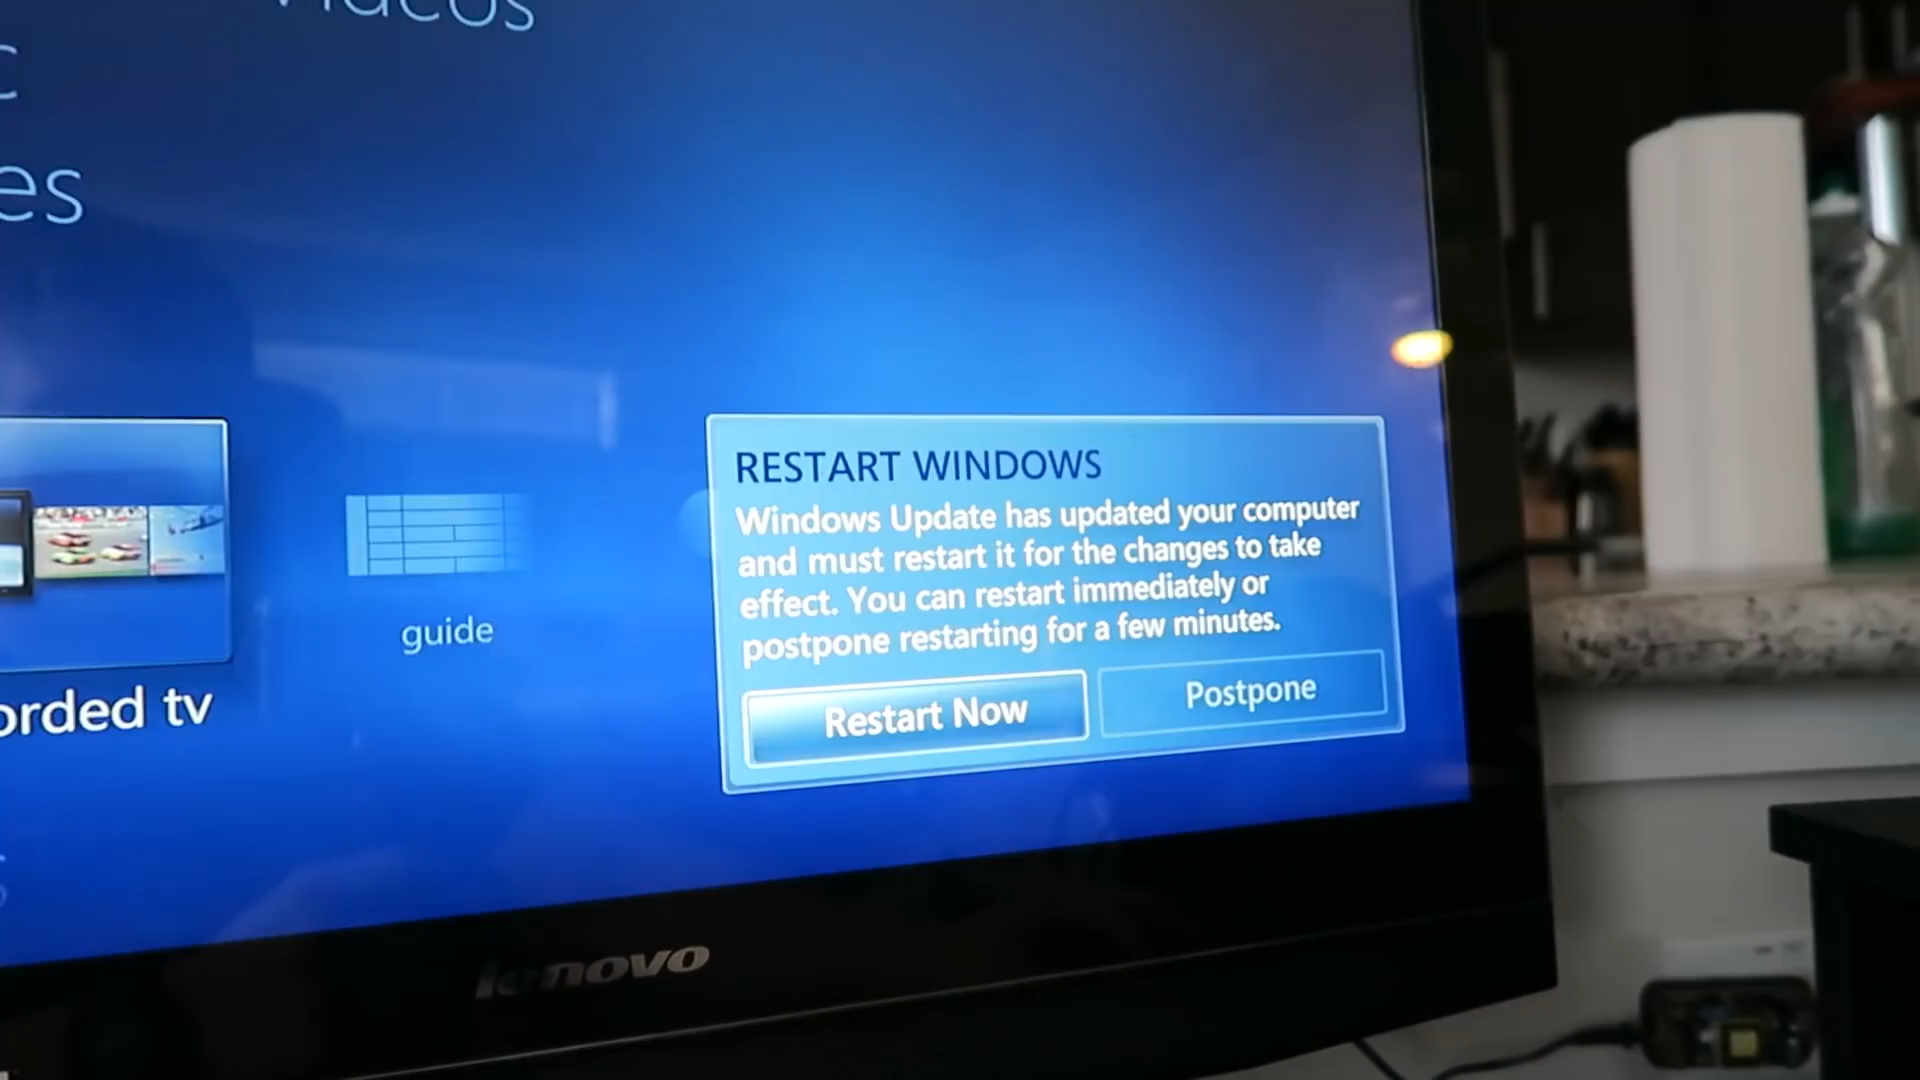 es
guide
orded tv
RESTART WINDOWS
Windows Update has updated your computer
and must restart it for the changes to take
effect. You can restart immediately or
postpone restarting for a few minutes.
Restart Now
Postpone
lenovo